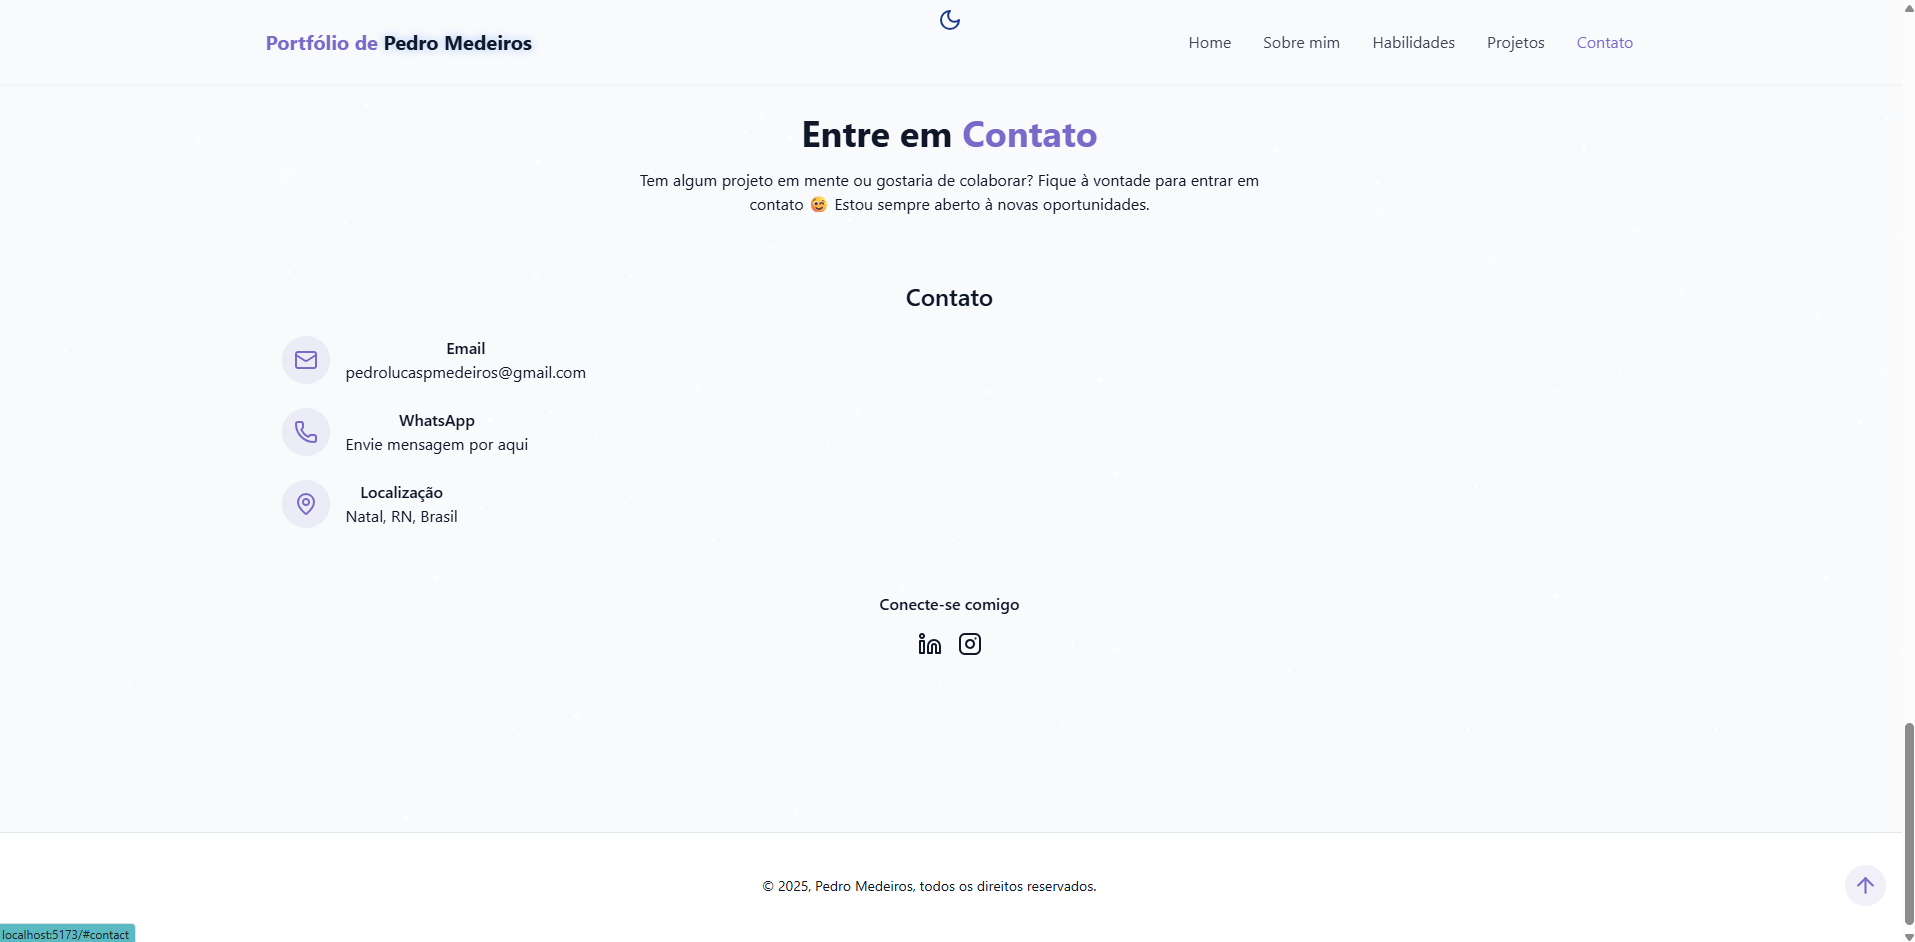 Portfólio de Pedro Medeiros
Home Sobre mim Habilidades Projetos Contato
Entre em Contato
Tem algum projeto em mente ou gostaria de colaborar? Fique à vontade para entrar em
contato 😉 Estou sempre aberto à novas oportunidades.
Contato
Email
pedrolucaspmedeiros@gmail.com
WhatsApp
Envie mensagem por aqui
Localização
Natal, RN, Brasil
Conecte-se comigo
© 2025, Pedro Medeiros, todos os direitos reservados.
localhost:5173/#contact